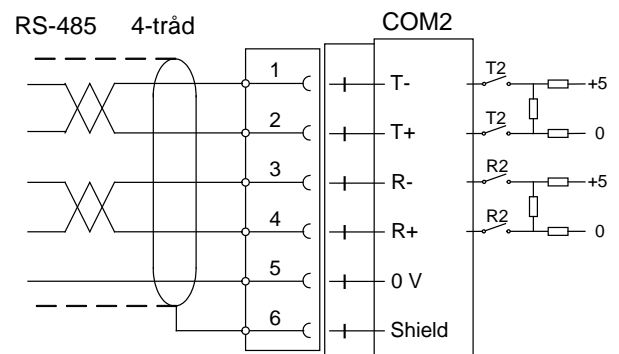 RS-485 4-tråd COM2
1 T- T2 +5
2 T+ T2 0
3 R- R2 +5
4 R+ R2 0
5 0 V
6 Shield